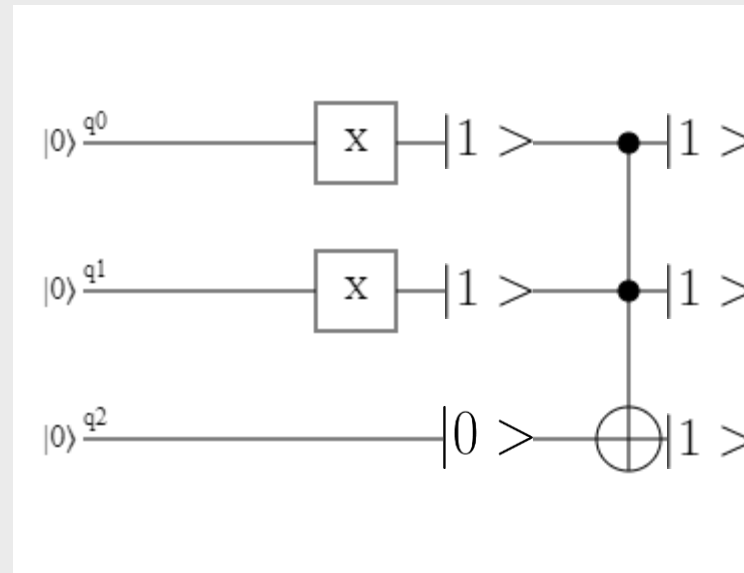 |0⟩ q0 X |1 > |1 >
|0⟩ q1 X |1 > |1 >
|0⟩ q2 |0 > |1 >